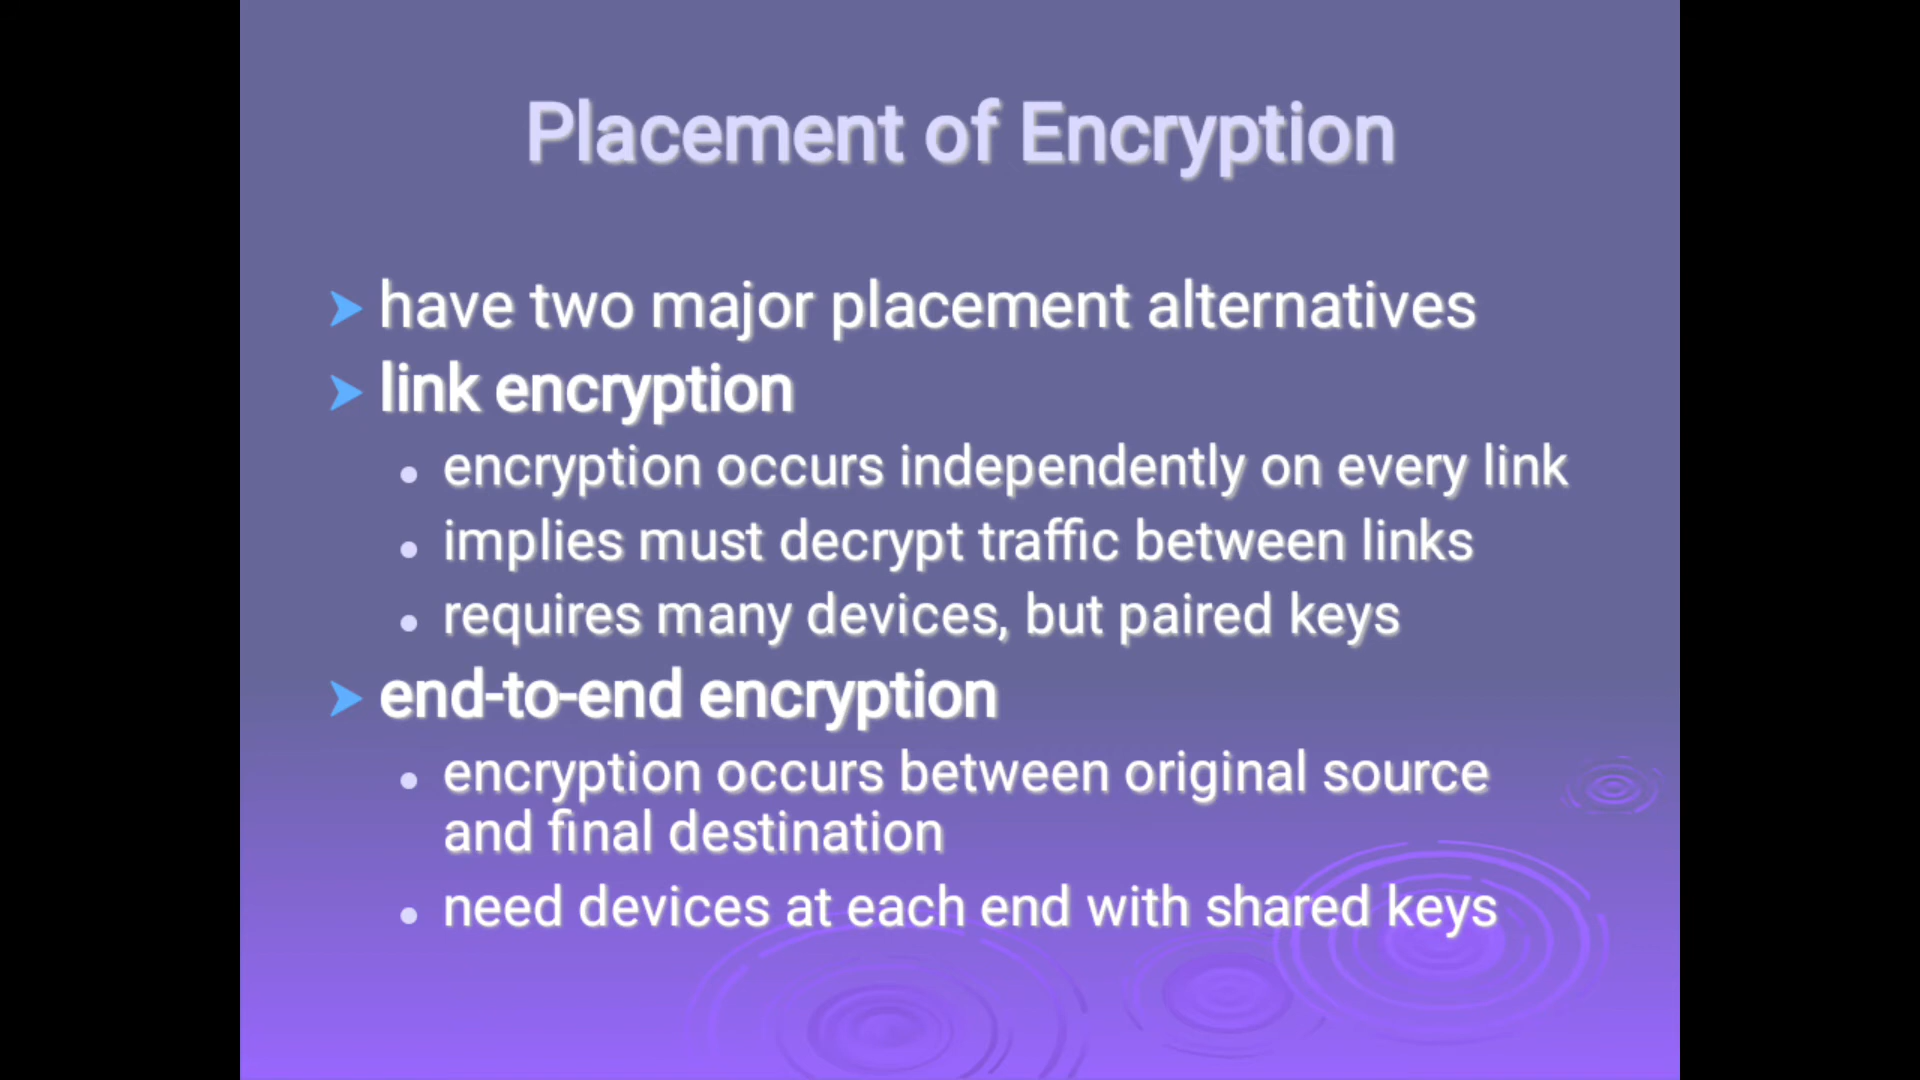 Placement of Encryption
have two major placement alternatives
link encryption
encryption occurs independently on every link
implies must decrypt traffic between links
requires many devices, but paired keys
end-to-end encryption
encryption occurs between original source
and final destination
need devices at each end with shared keys